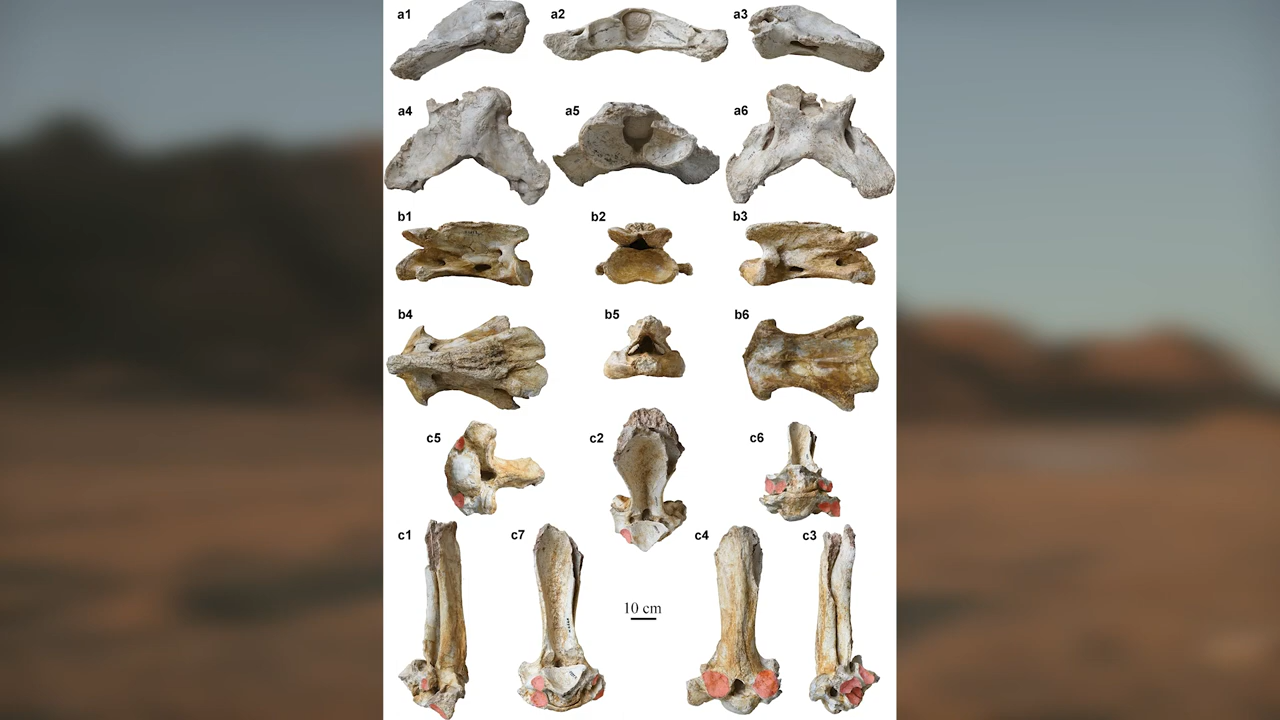 a1 a2 a3
a4 a5 a6
b1 b2 b3
b4 b5 b6
c5 c2 c6
c1 c7 c4 c3
10 cm